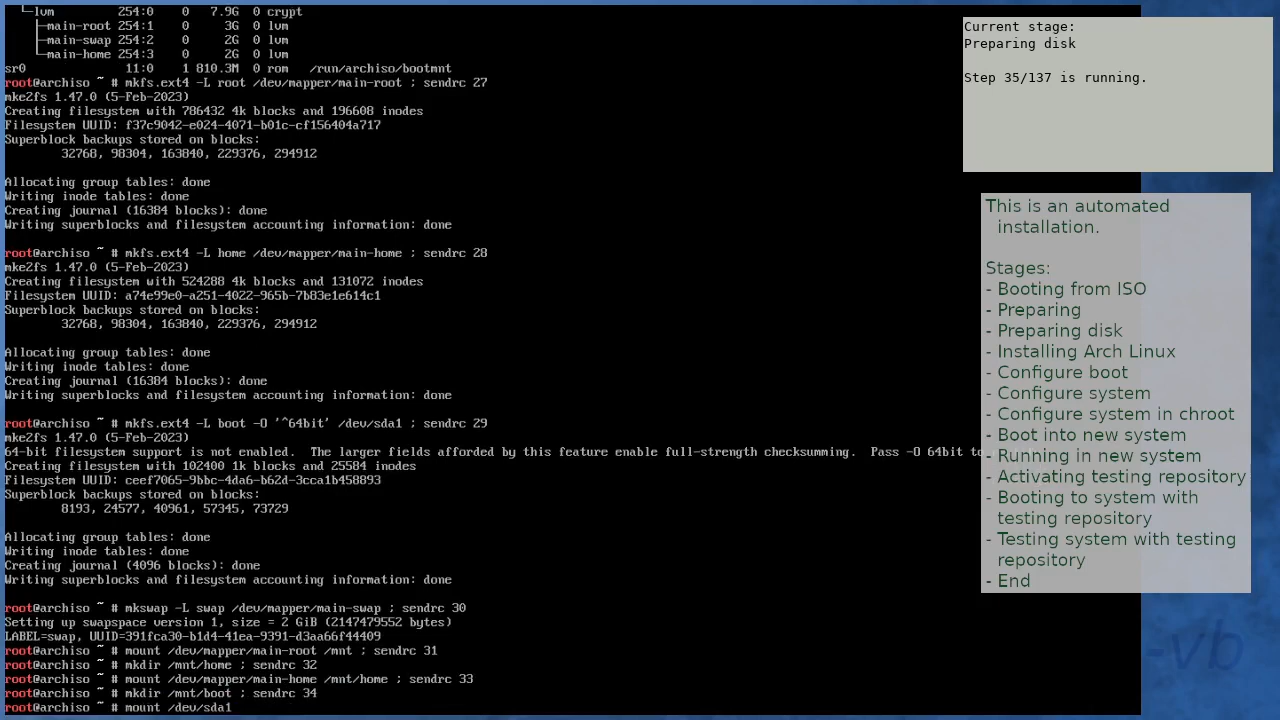 └─lvm 254:0 0 7.9G 0 crypt
├─main-root 254:1 0 3G 0 lvm
├─main-swap 254:2 0 2G 0 lvm
└─main-home 254:3 0 2G 0 lvm
sr0 11:0 1 810.3M 0 rom /run/archiso/bootmnt
root@archiso ~ # mkfs.ext4 -L root /dev/mapper/main-root ; sendrc 27
mke2fs 1.47.0 (5-Feb-2023)
Creating filesystem with 786432 4k blocks and 196608 inodes
Filesystem UUID: f37c9042-e024-4071-b01c-cf156404a717
Superblock backups stored on blocks:
32768, 98304, 163840, 229376, 294912
Allocating group tables: done
Writing inode tables: done
Creating journal (16384 blocks): done
Writing superblocks and filesystem accounting information: done
root@archiso ~ # mkfs.ext4 -L home /dev/mapper/main-home ; sendrc 28
mke2fs 1.47.0 (5-Feb-2023)
Creating filesystem with 524288 4k blocks and 131072 inodes
Filesystem UUID: a74e99e0-a251-4022-965b-7b83e1e614c1
Superblock backups stored on blocks:
32768, 98304, 163840, 229376, 294912
Allocating group tables: done
Writing inode tables: done
Creating journal (16384 blocks): done
Writing superblocks and filesystem accounting information: done
root@archiso ~ # mkfs.ext4 -L boot -O '^64bit' /dev/sda1 ; sendrc 29
mke2fs 1.47.0 (5-Feb-2023)
64-bit filesystem support is not enabled.  The larger fields afforded by this feature enable full-strength checksumming.  Pass -O 64bit to
Creating filesystem with 102400 1k blocks and 25584 inodes
Filesystem UUID: ceef7065-9bbc-4da6-b62d-3cca1b458893
Superblock backups stored on blocks:
8193, 24577, 40961, 57345, 73729
Allocating group tables: done
Writing inode tables: done
Creating journal (4096 blocks): done
Writing superblocks and filesystem accounting information: done
root@archiso ~ # mkswap -L swap /dev/mapper/main-swap ; sendrc 30
Setting up swapspace version 1, size = 2 GiB (2147479552 bytes)
LABEL=swap, UUID=391fca30-b1d4-41ea-9391-d3aa66f44409
root@archiso ~ # mount /dev/mapper/main-root /mnt ; sendrc 31
root@archiso ~ # mkdir /mnt/home ; sendrc 32
root@archiso ~ # mount /dev/mapper/main-home /mnt/home ; sendrc 33
root@archiso ~ # mkdir /mnt/boot ; sendrc 34
root@archiso ~ # mount /dev/sda1
Current stage:
Preparing disk
Step 35/137 is running.
This is an automated
installation.
Stages:
- Booting from ISO
- Preparing
- Preparing disk
- Installing Arch Linux
- Configure boot
- Configure system
- Configure system in chroot
- Boot into new system
- Running in new system
- Activating testing repository
- Booting to system with
testing repository
- Testing system with testing
repository
- End
-vb